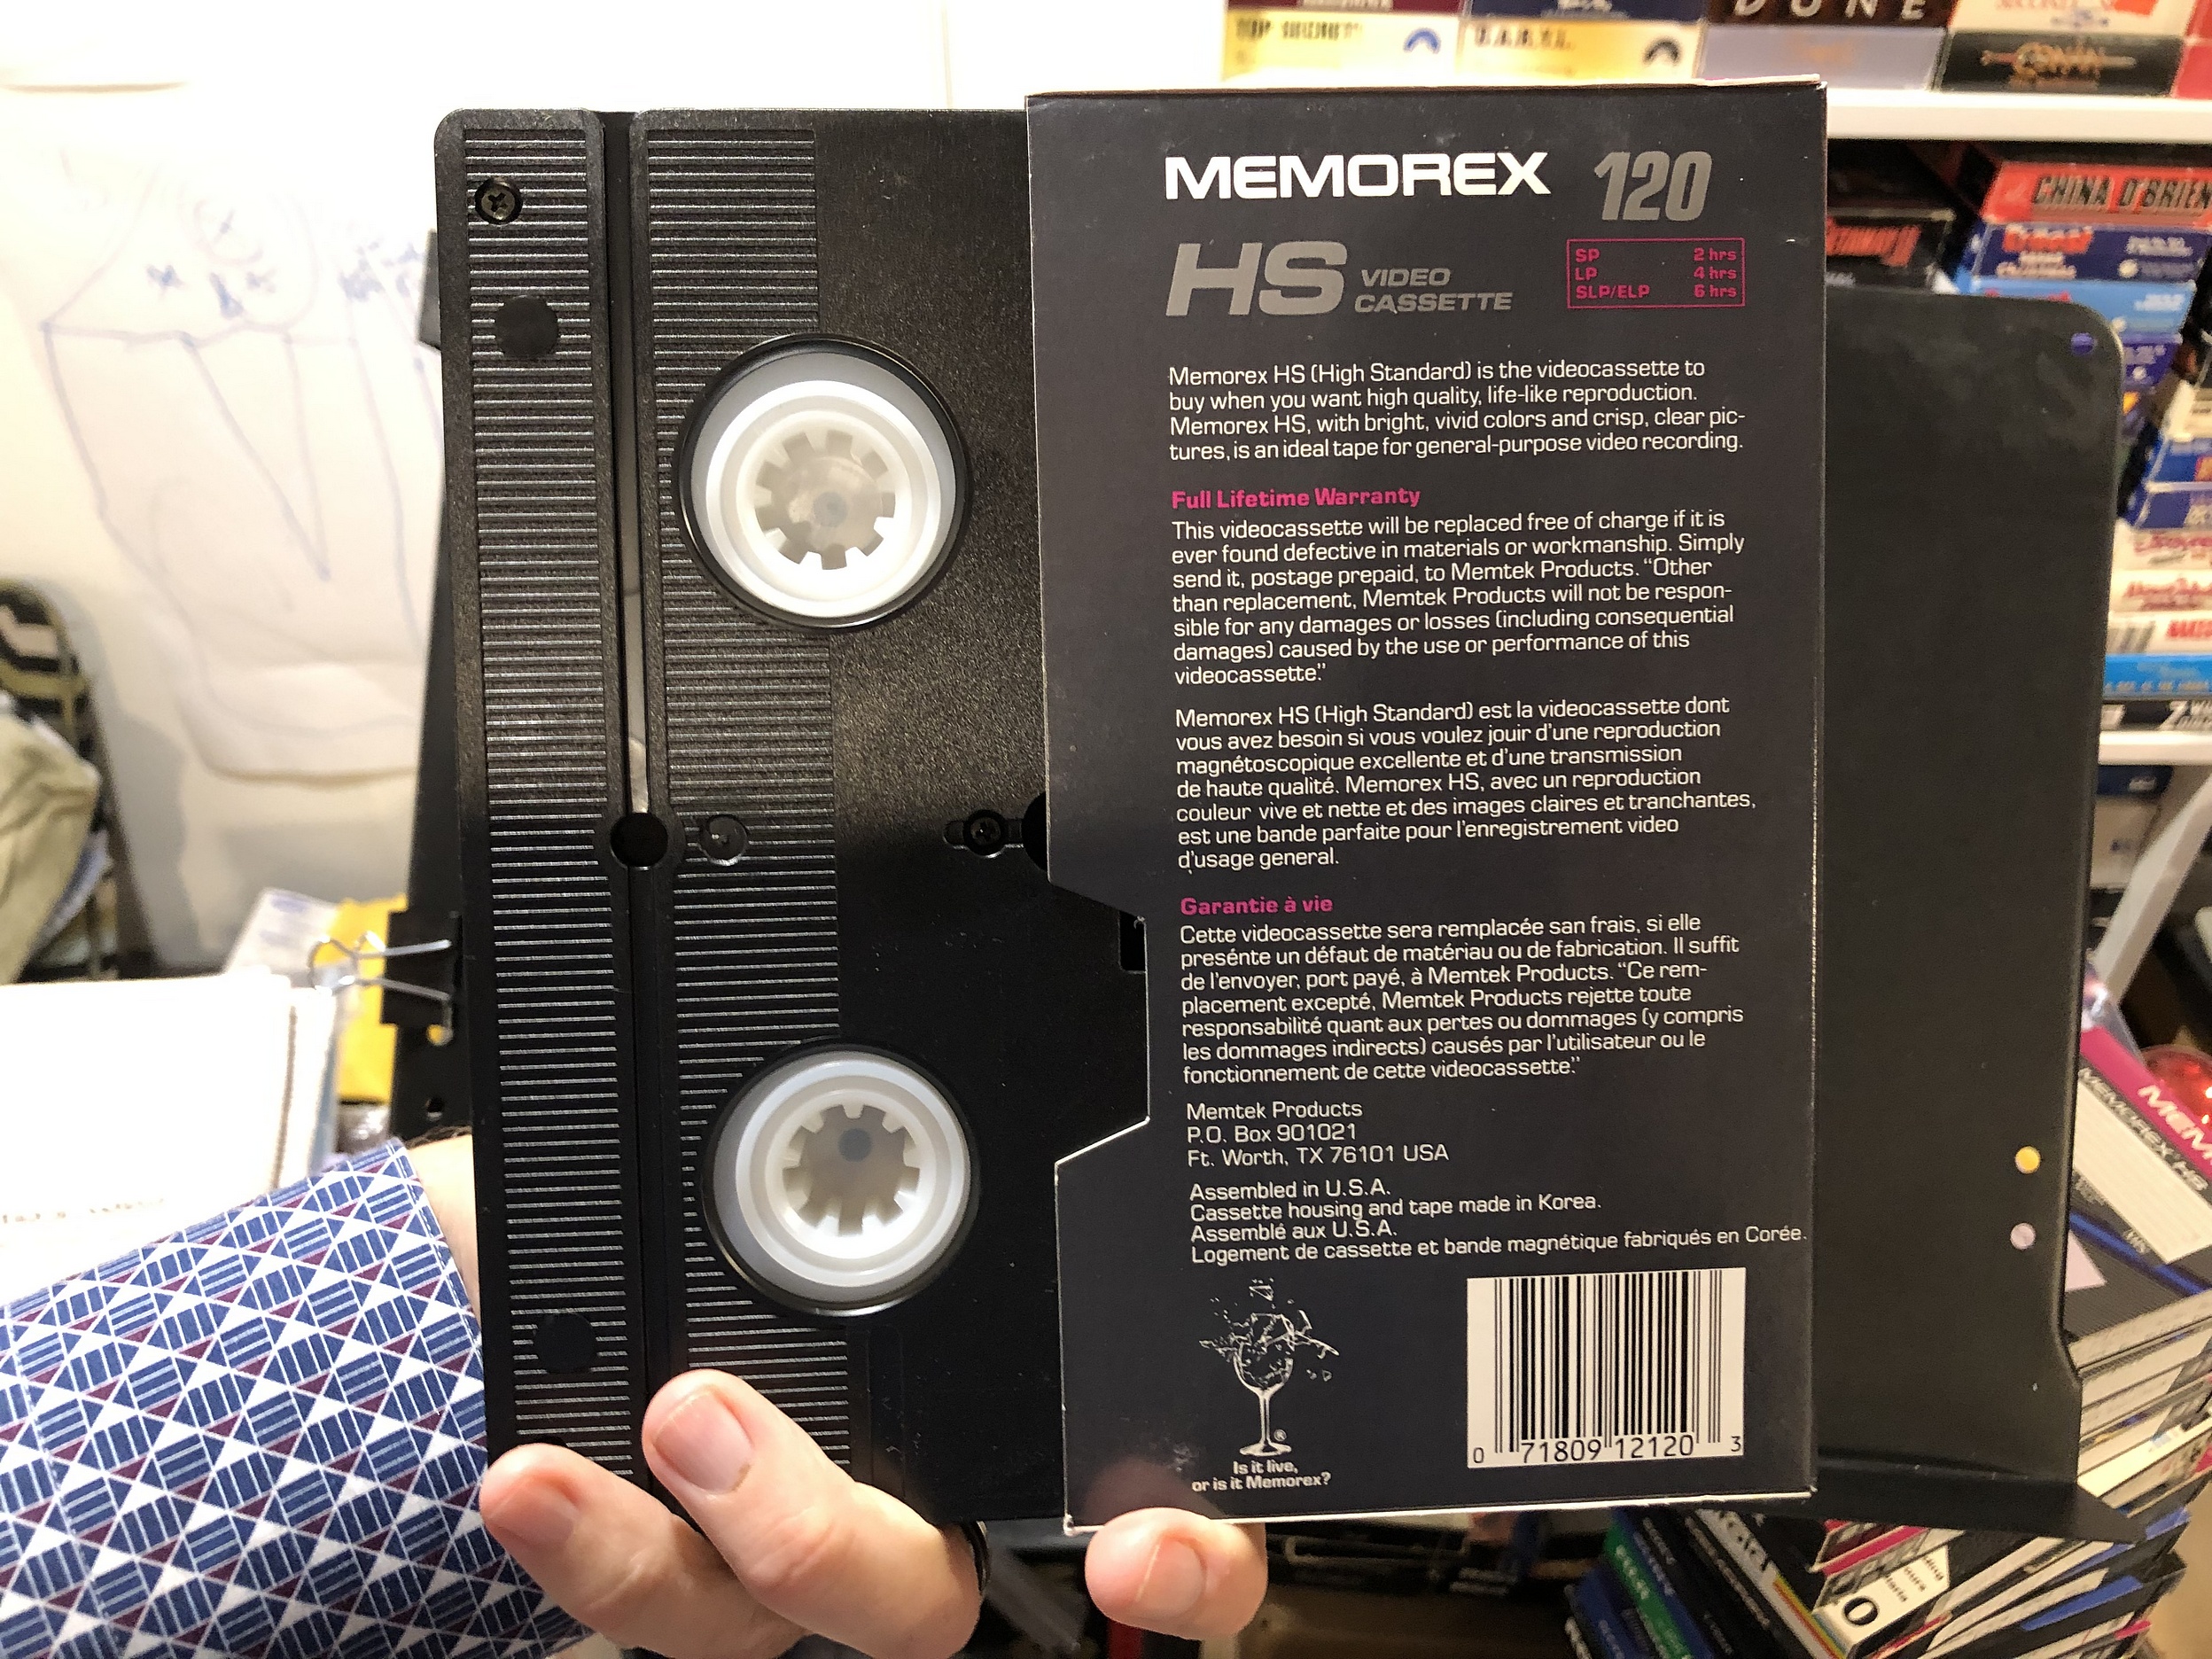 MEMOREX 120
HS VIDEO
CASSETTE
SP 2 hrs
LP 4 hrs
SLP/ELP 6 hrs
Memorex HS (High Standard) is the videocassette to
buy when you want high quality, life-like reproduction.
Memorex HS, with bright, vivid colors and crisp, clear pic-
tures, is an ideal tape for general-purpose video recording.
Full Lifetime Warranty
This videocassette will be replaced free of charge if it is
ever found defective in materials or workmanship. Simply
send it, postage prepaid, to Memtek Products. “Other
than replacement, Memtek Products will not be respon-
sible for any damages or losses (including consequential
damages) caused by the use or performance of this
videocassette.”
Memorex HS (High Standard) est la videocassette dont
vous avez besoin si vous voulez jouir d'une reproduction
magnétoscopique excellente et d'une transmission
de haute qualité. Memorex HS, avec un reproduction
couleur vive et nette et des images claires et tranchantes,
est une bande parfaite pour l'enregistrement video
d'usage general.
Garantie à vie
Cette videocassette sera remplacée san frais, si elle
presénte un défaut de matériau ou de fabrication. Il suffit
de l'envoyer, port payé, à Memtek Products. “Ce rem-
placement excepté, Memtek Products rejette toute
responsabilité quant aux pertes ou dommages (y compris
les dommages indirects) causés par l'utilisateur ou le
fonctionnement de cette videocassette.”
Memtek Products
P.O. Box 901021
Ft. Worth, TX 76101 USA
Assembled in U.S.A.
Cassette housing and tape made in Korea.
Assemblé aux U.S.A.
Logement de cassette et bande magnétique fabriqués en Corée.
®
Is it live,
or is it Memorex?
0 71809 12120 3
DUNE
CONAN
CHINA O'BRIEN
MEMOREX HS